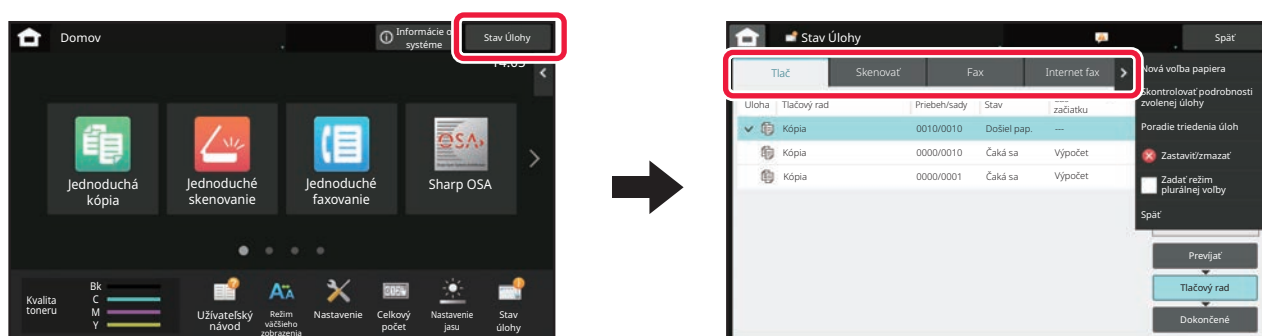 Domov
Informácie o
systéme
Stav Úlohy
Jednoduchá
kópia
Jednoduché
skenovanie
Jednoduché
faxovanie
OSA
Sharp OSA
Kvalita
toneru
Bk
C
M
Y
Užívateľský
návod
Režim
väčšieho
zobrazenia
Nastavenie
Celkový
počet
Nastavenie
jasu
Stav
úlohy
Stav Úlohy
Späť
Tlač
Skenovať
Fax
Internet fax
Nová voľba papiera
Skontrolovať podrobnosti
zvolenej úlohy
Poradie triedenia úloh
Zastaviť/zmazať
Zadať režim
plurálnej voľby
Späť
Úloha Tlačový rad Priebeh/sady Stav
začiatku
Kópia 0010/0010 Došiel pap. ---
Kópia 0000/0010 Čaká sa Výpočet
Kópia 0000/0001 Čaká sa Výpočet
Prevíjať
Tlačový rad
Dokončené